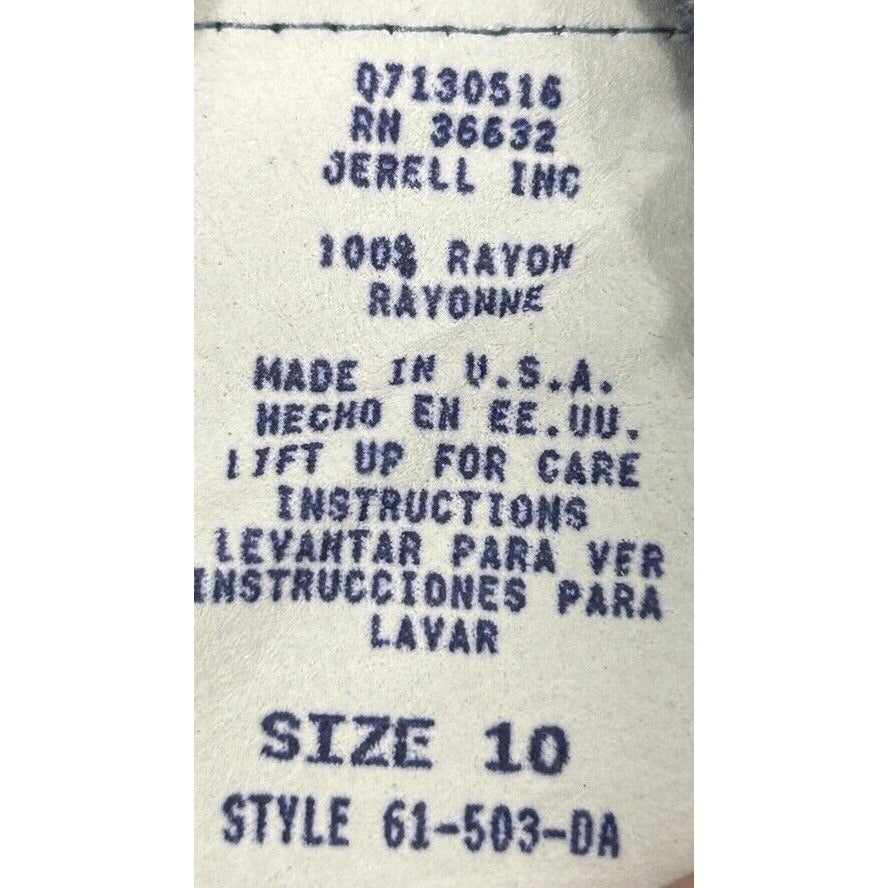 Q7130516
RN 36632
JERELL INC
100% RAYON
RAYONNE
MADE IN U.S.A.
HECHO EN EE.UU.
LIFT UP FOR CARE
INSTRUCTIONS
LEVANTAR PARA VER
INSTRUCCIONES PARA
LAVAR
SIZE 10
STYLE 61-503-DA